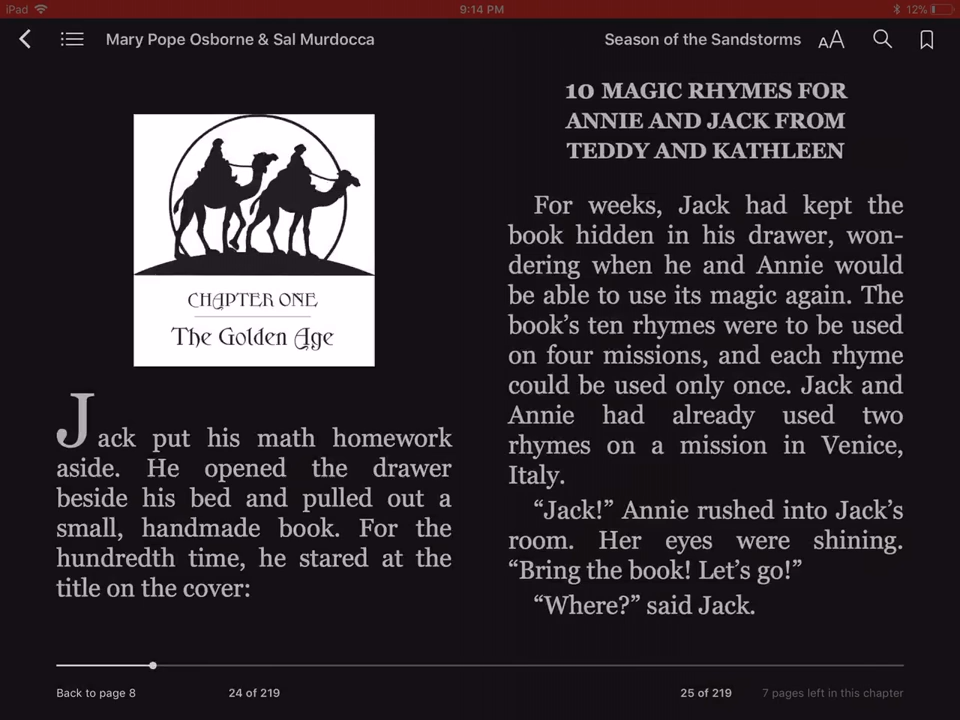 iPad
9:14 PM
12%
Mary Pope Osborne & Sal Murdocca
Season of the Sandstorms
AA
CHAPTER ONE
The Golden Age
Jack put his math homework
aside. He opened the drawer
beside his bed and pulled out a
small, handmade book. For the
hundredth time, he stared at the
title on the cover:
10 MAGIC RHYMES FOR
ANNIE AND JACK FROM
TEDDY AND KATHLEEN
For weeks, Jack had kept the
book hidden in his drawer, won-
dering when he and Annie would
be able to use its magic again. The
book’s ten rhymes were to be used
on four missions, and each rhyme
could be used only once. Jack and
Annie had already used two
rhymes on a mission in Venice,
Italy.
“Jack!” Annie rushed into Jack’s
room. Her eyes were shining.
“Bring the book! Let’s go!”
“Where?” said Jack.
Back to page 8
24 of 219
25 of 219
7 pages left in this chapter